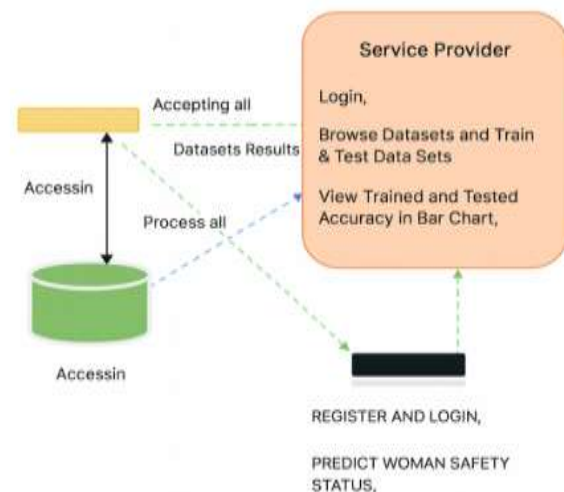 Service Provider
Login,
Browse Datasets and Train
& Test Data Sets
View Trained and Tested
Accuracy in Bar Chart,
Accepting all
Datasets Results
Accessin
Process all
Accessin
REGISTER AND LOGIN,
PREDICT WOMAN SAFETY
STATUS,